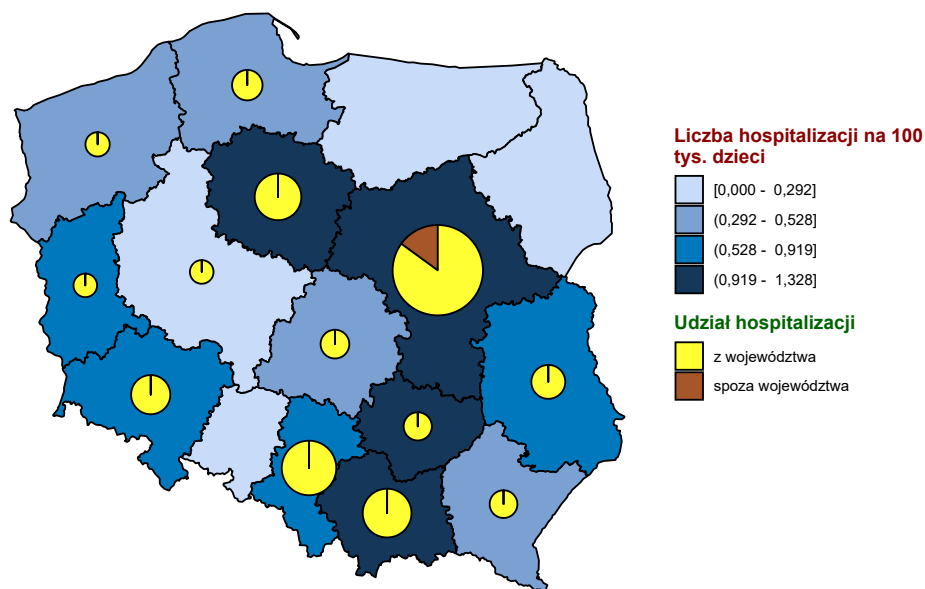 Liczba hospitalizacji na 100
tys. dzieci
[0,000 - 0,292]
(0,292 - 0,528]
(0,528 - 0,919]
(0,919 - 1,328]
Udział hospitalizacji
z województwa
spoza województwa